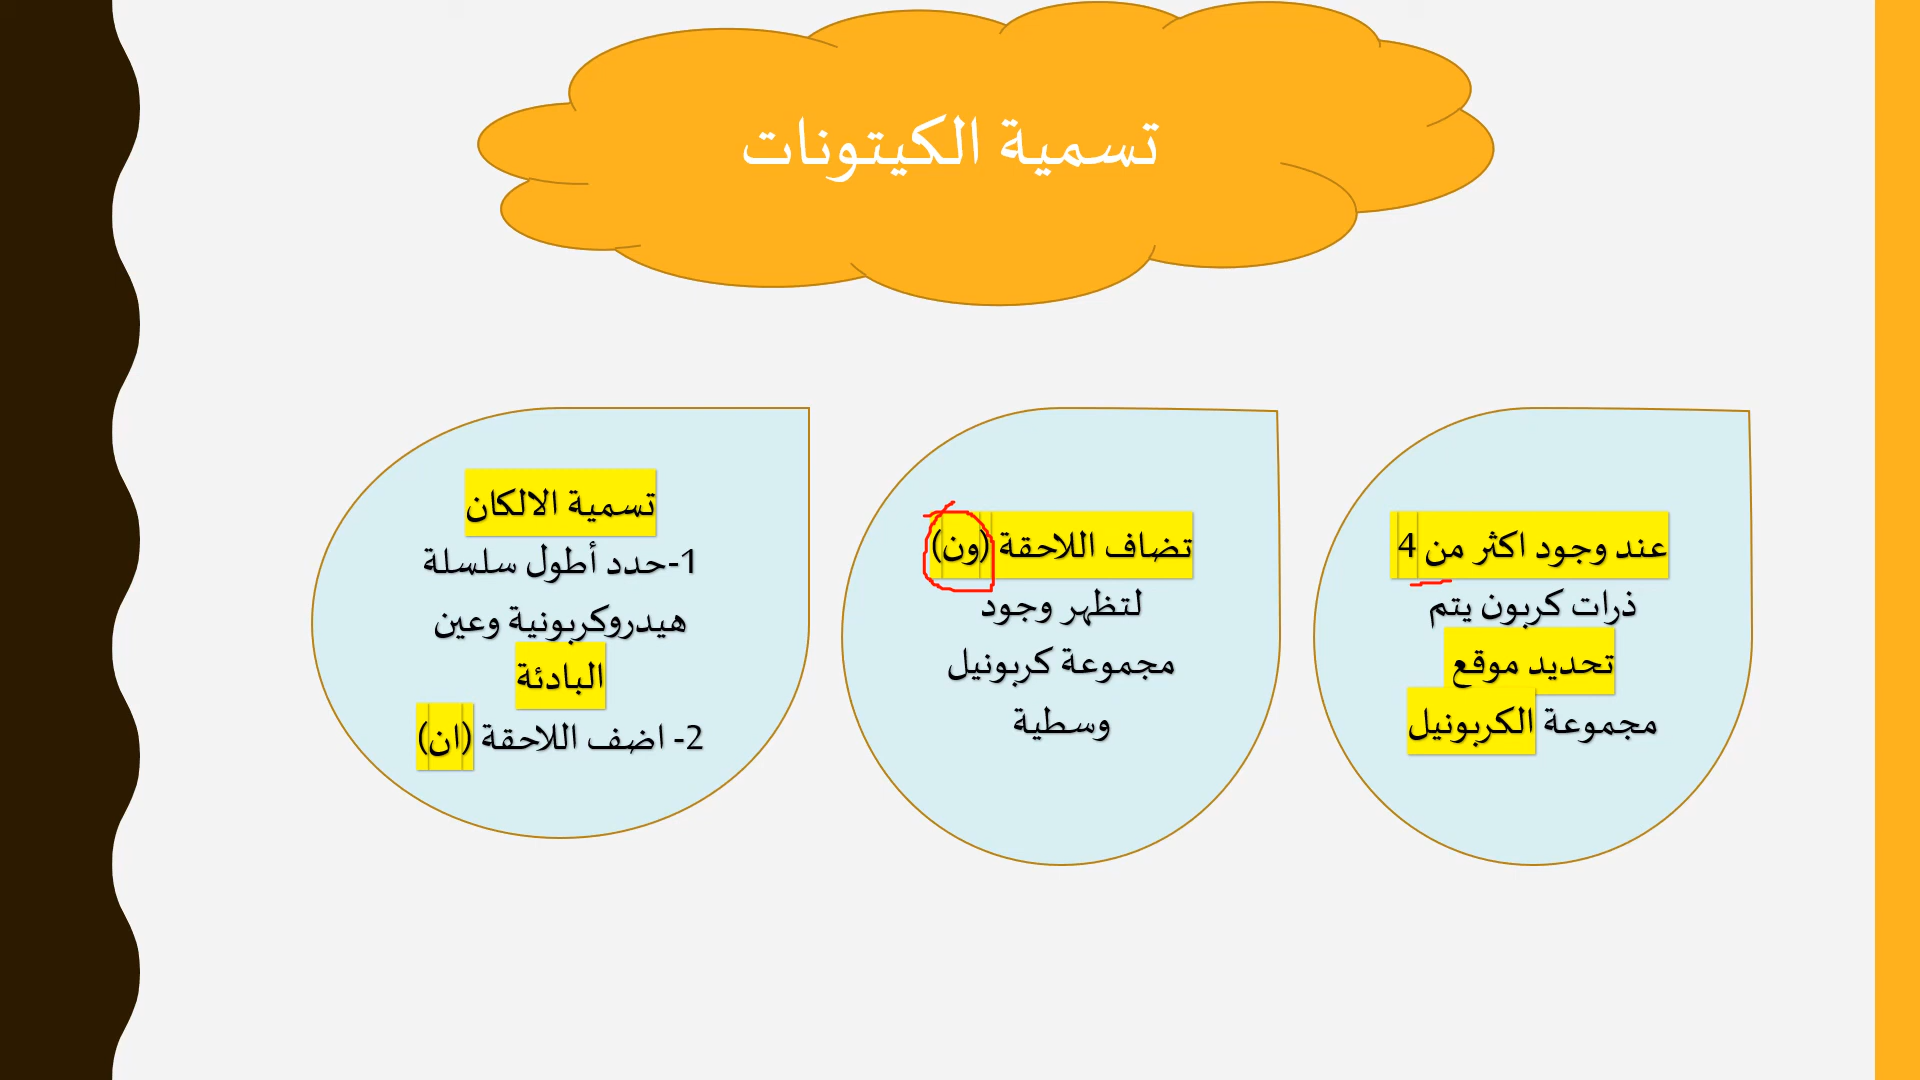 تسمية الكيتونات
عند وجود اكثر من 4
ذرات كربون يتم
تحديد موقع
مجموعة الكربونيل
تضاف اللاحقة (ون)
لتظهر وجود
مجموعة كربونيل
وسطية
تسمية الالكان
1-حدد أطول سلسلة
هيدروكربونية وعين
البادئة
2- اضف اللاحقة (ان)